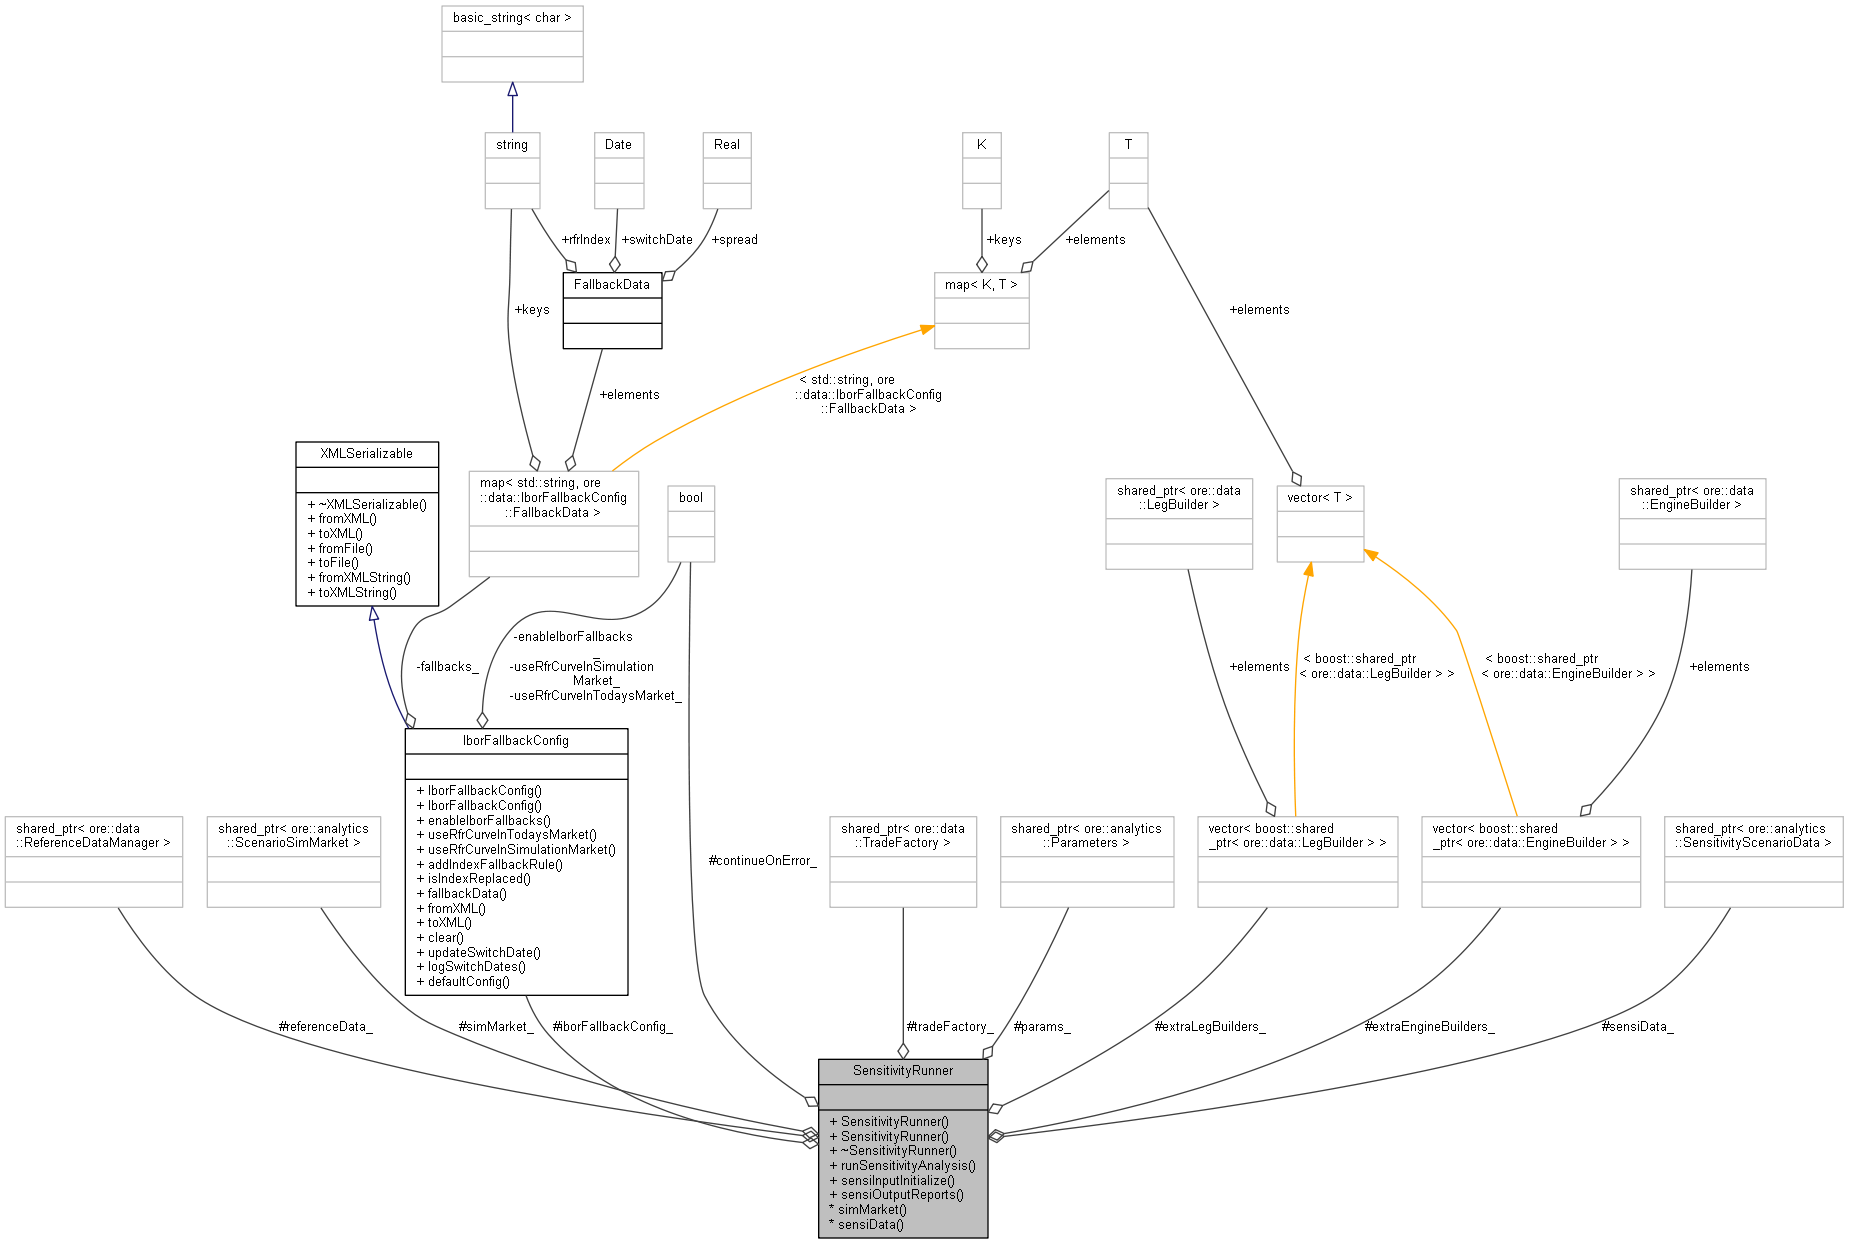 basic_string< char >
string
Date
Real
K
T
+rfrIndex
+switchDate
+spread
+keys
+elements
FallbackData
map< K, T >
+keys
+elements
+elements
< std::string, ore
::data::IborFallbackConfig
::FallbackData >
XMLSerializable
+ ~XMLSerializable()
+ fromXML()
+ toXML()
+ fromFile()
+ toFile()
+ fromXMLString()
+ toXMLString()
map< std::string, ore
::data::IborFallbackConfig
::FallbackData >
bool
shared_ptr< ore::data
::LegBuilder >
vector< T >
shared_ptr< ore::data
::EngineBuilder >
-fallbacks_
-enableIborFallbacks
_
-useRfrCurveInSimulation
Market_
-useRfrCurveInTodaysMarket_
+elements
< boost::shared_ptr
< ore::data::LegBuilder > >
< boost::shared_ptr
< ore::data::EngineBuilder > >
+elements
IborFallbackConfig
+ IborFallbackConfig()
+ IborFallbackConfig()
+ enableIborFallbacks()
+ useRfrCurveInTodaysMarket()
+ useRfrCurveInSimulationMarket()
+ addIndexFallbackRule()
+ isIndexReplaced()
+ fallbackData()
+ fromXML()
+ toXML()
+ clear()
+ updateSwitchDate()
+ logSwitchDates()
+ defaultConfig()
shared_ptr< ore::data
::ReferenceDataManager >
shared_ptr< ore::analytics
::ScenarioSimMarket >
#continueOnError_
shared_ptr< ore::data
::TradeFactory >
shared_ptr< ore::analytics
::Parameters >
vector< boost::shared
_ptr< ore::data::LegBuilder > >
vector< boost::shared
_ptr< ore::data::EngineBuilder > >
shared_ptr< ore::analytics
::SensitivityScenarioData >
#referenceData_
#simMarket_
#iborFallbackConfig_
#tradeFactory_
#params_
#extraLegBuilders_
#extraEngineBuilders_
#sensiData_
SensitivityRunner
+ SensitivityRunner()
+ SensitivityRunner()
+ ~SensitivityRunner()
+ runSensitivityAnalysis()
+ sensiInputInitialize()
+ sensiOutputReports()
* simMarket()
* sensiData()